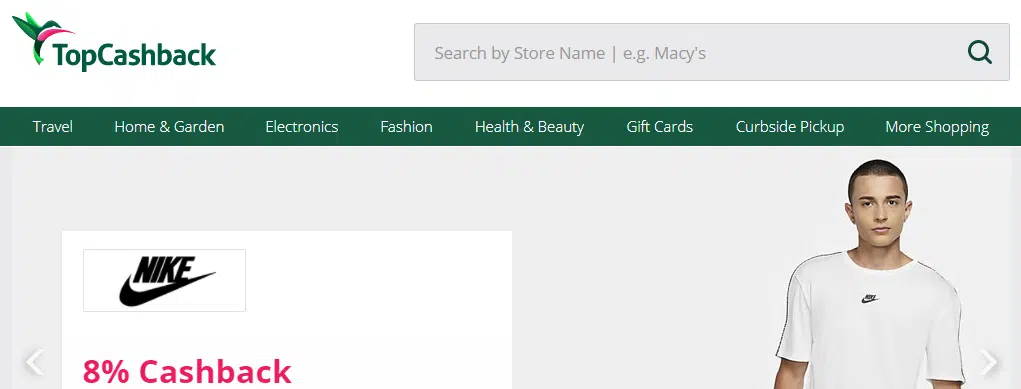 TopCashback
Search by Store Name | e.g. Macy's
Travel Home & Garden Electronics Fashion Health & Beauty Gift Cards Curbside Pickup More Shopping
NIKE
NIKE
8% Cashback